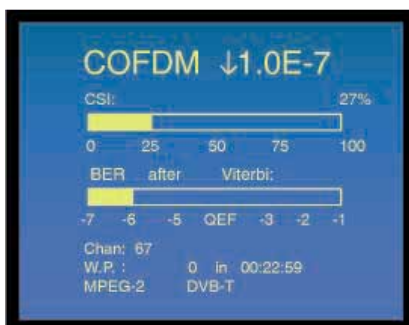 COFDM ↓1.0E-7
CSI: 27%
0 25 50 75 100
BER after Viterbi:
-7 -6 -5 QEF -3 -2 -1
Chan: 67
W.P. : 0 in 00:22:59
MPEG-2 DVB-T